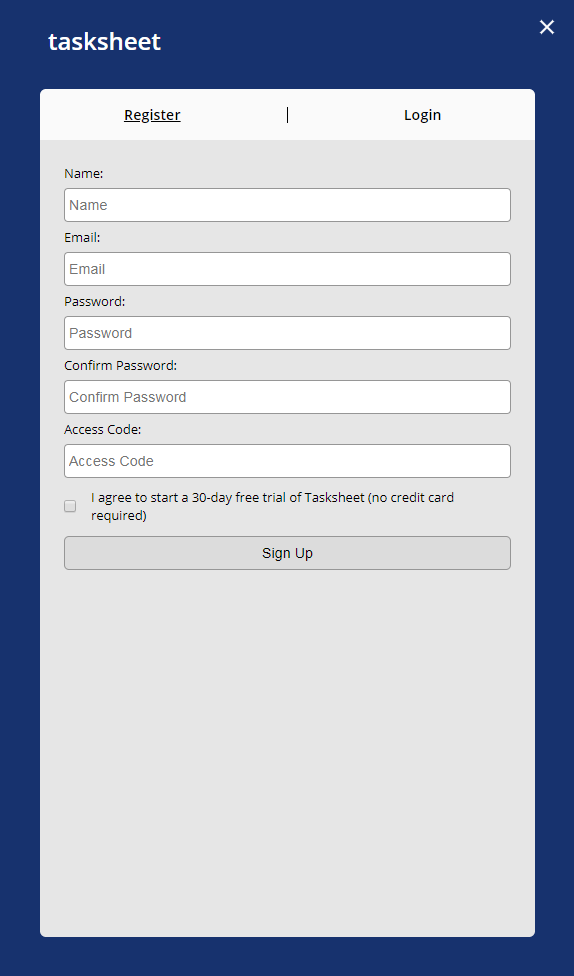 tasksheet
Register | Login
Name:
Name
Email:
Email
Password:
Password
Confirm Password:
Confirm Password
Access Code:
Access Code
I agree to start a 30-day free trial of Tasksheet (no credit card
required)
Sign Up